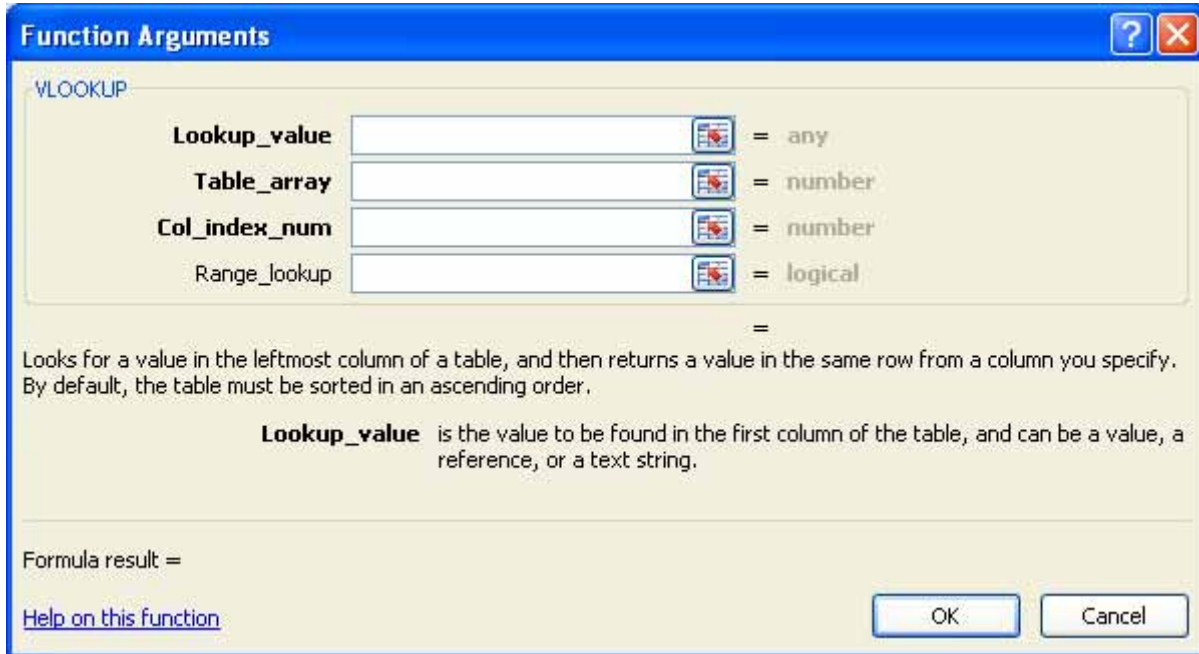 Function Arguments
VLOOKUP
Lookup_value = any
Table_array = number
Col_index_num = number
Range_lookup = logical
=
Looks for a value in the leftmost column of a table, and then returns a value in the same row from a column you specify.
By default, the table must be sorted in an ascending order.
Lookup_value is the value to be found in the first column of the table, and can be a value, a
reference, or a text string.
Formula result =
Help on this function OK Cancel